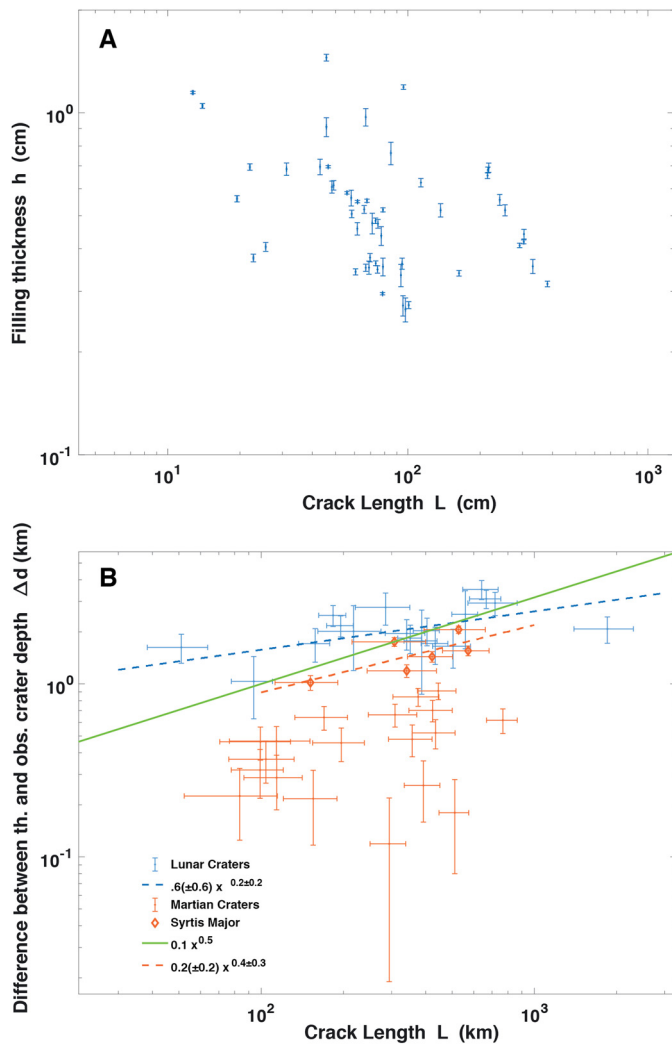 A
10^0
10^-1
Filling thickness h (cm)
10^1
10^2
10^3
Crack Length L (cm)
B
10^0
10^-1
Difference between th. and obs. crater depth Δd (km)
Lunar Craters
.6(±0.6) x^0.2±0.2
Martian Craters
Syrtis Major
0.1 x^0.5
0.2(±0.2) x^0.4±0.3
10^2
10^3
Crack Length L (km)